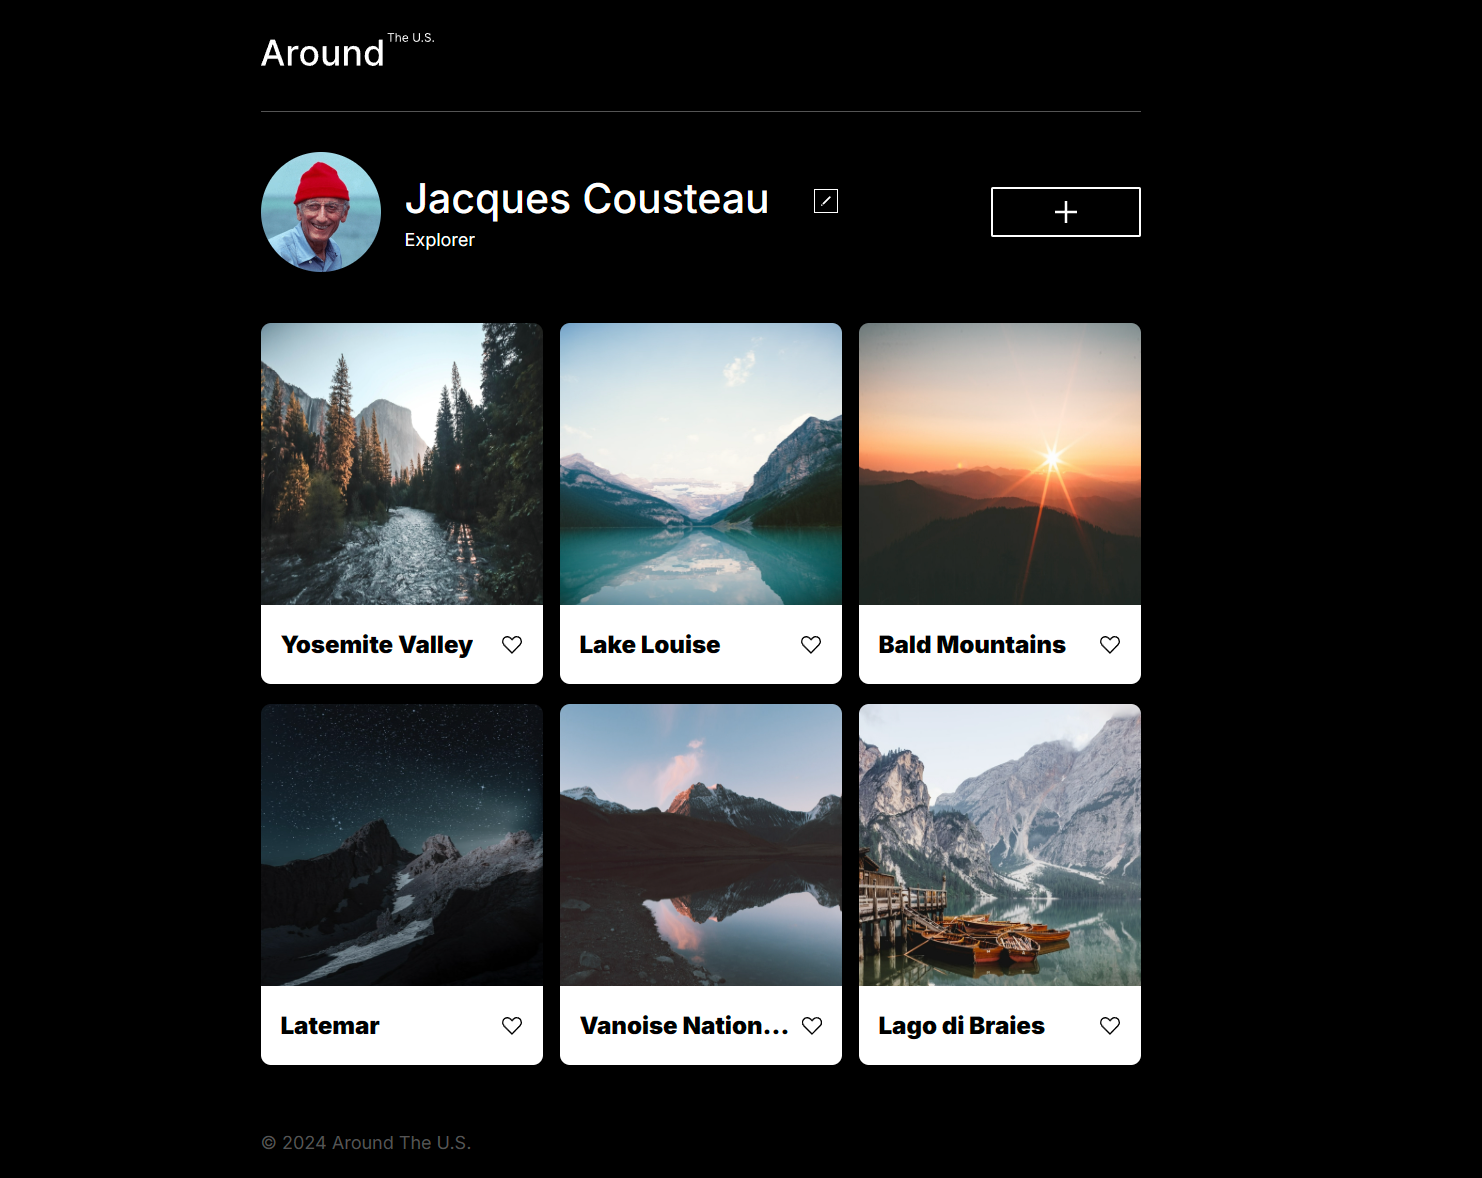 Around The U.S.
Jacques Cousteau
Explorer
Yosemite Valley
Lake Louise
Bald Mountains
Latemar
Vanoise Nation...
Lago di Braies
© 2024 Around The U.S.